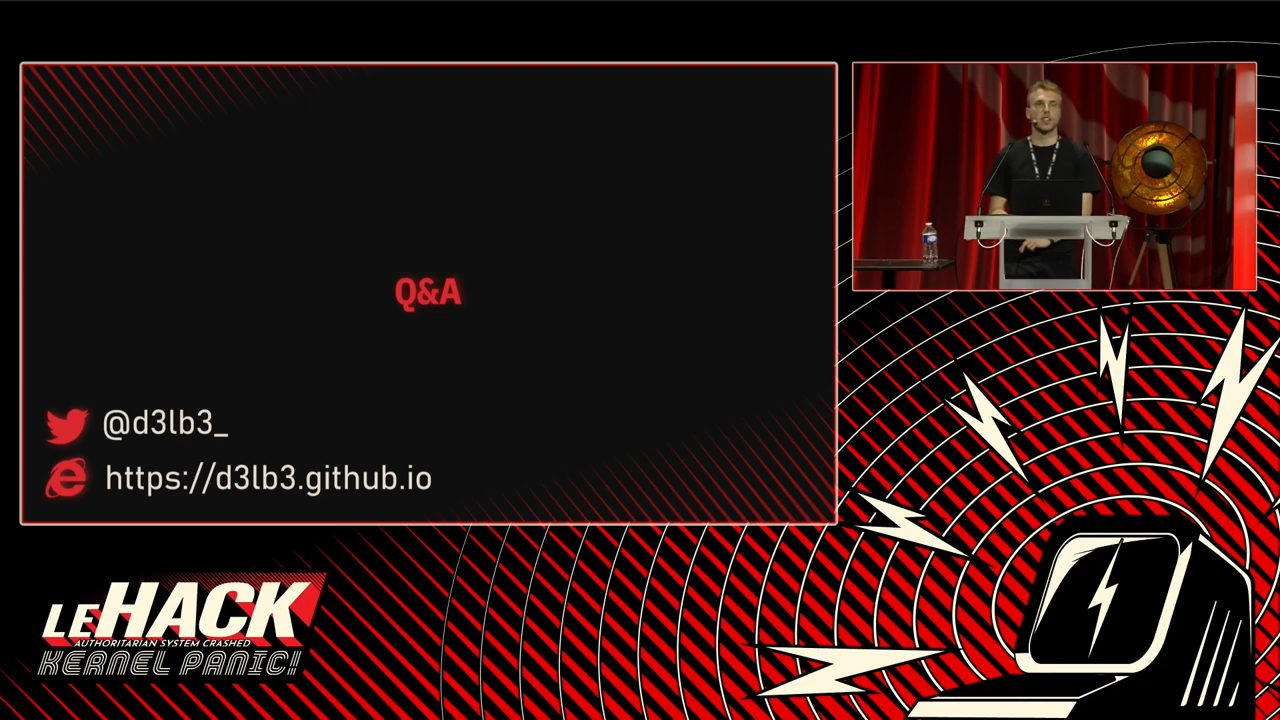 Q&A
@d3lb3_
https://d3lb3.github.io
LEHACK
AUTHORITARIAN SYSTEM CRASHED
KERNEL PANIC!